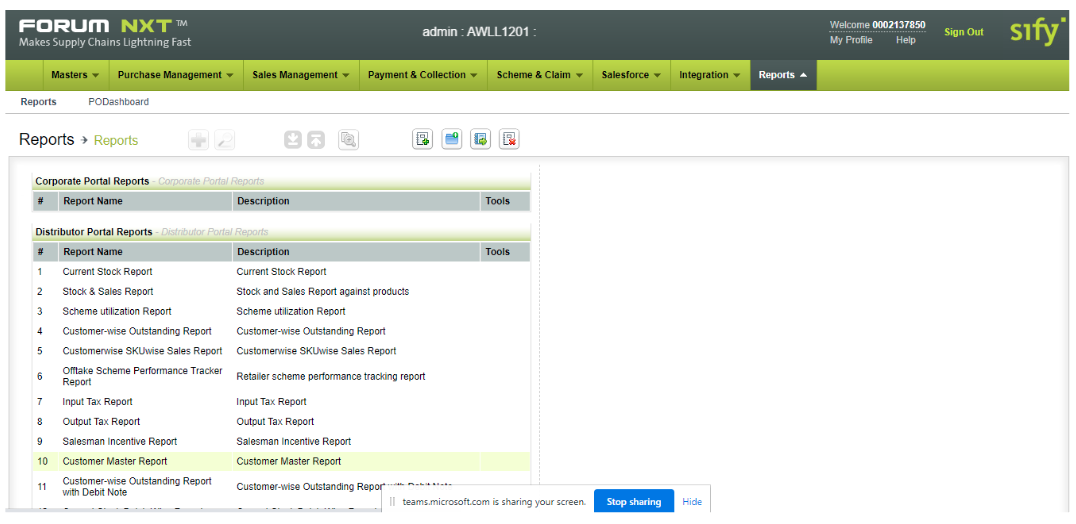 FORUM NXT TM
Makes Supply Chains Lightning Fast
admin : AWLL1201 :
Welcome 0002137850
My Profile Help
Sign Out
sify
Masters Purchase Management Sales Management Payment & Collection Scheme & Claim Salesforce Integration Reports
Reports PODashboard
Reports Reports
Corporate Portal Reports - Corporate Portal Reports
# Report Name Description Tools
Distributor Portal Reports - Distributor Portal Reports
# Report Name Description Tools
1 Current Stock Report Current Stock Report
2 Stock & Sales Report Stock and Sales Report against products
3 Scheme utilization Report Scheme utilization Report
4 Customer-wise Outstanding Report Customer-wise Outstanding Report
5 Customerwise SKUwise Sales Report Customerwise SKUwise Sales Report
6 Offtake Scheme Performance Tracker Report Retailer scheme performance tracking report
7 Input Tax Report Input Tax Report
8 Output Tax Report Output Tax Report
9 Salesman Incentive Report Salesman Incentive Report
10 Customer Master Report Customer Master Report
11 Customer-wise Outstanding Report with Debit Note Customer-wise Outstanding Report
teams.microsoft.com is sharing your screen. Stop sharing Hide